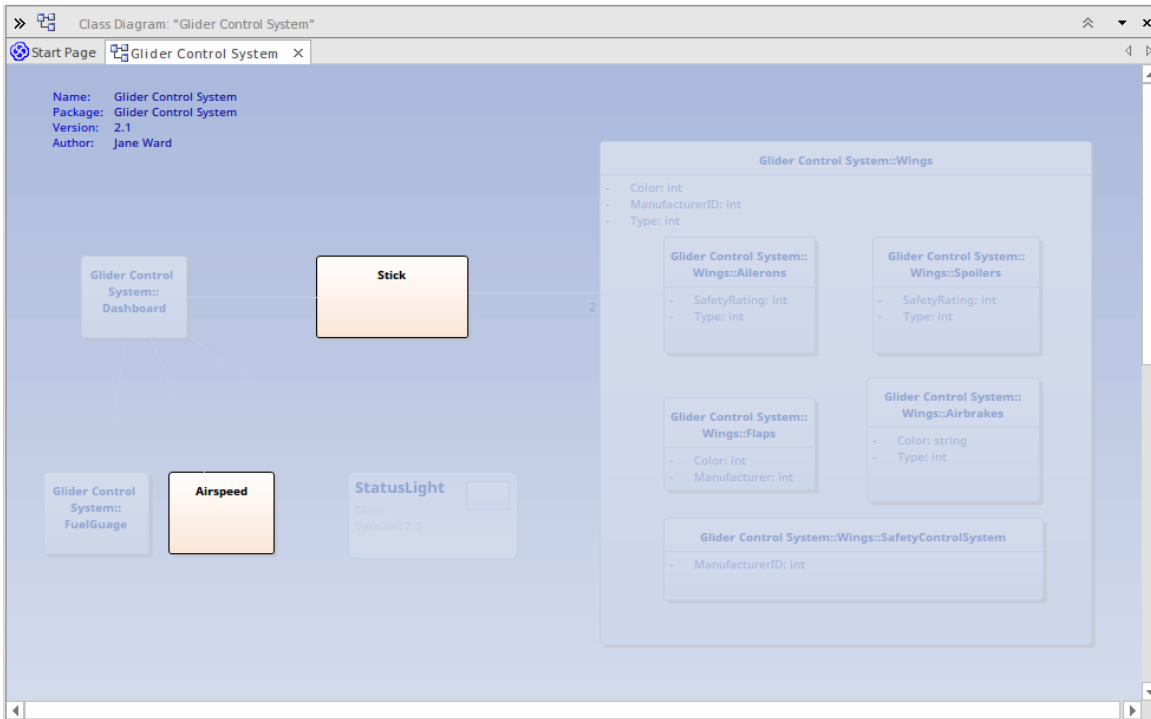 Class Diagram: "Glider Control System"
Start Page
Glider Control System
Name: Glider Control System
Package: Glider Control System
Version: 2.1
Author: Jane Ward
Glider Control System::Wings
- Color: int
- ManufacturerID: int
- Type: int
Glider Control
System::
Dashboard
Stick
2
Glider Control System::
Wings::Ailerons
- SafetyRating: int
- Type: int
Glider Control System::
Wings::Spoilers
- SafetyRating: int
- Type: int
Glider Control System::
Wings::Flaps
- Color: int
- Manufacturer: int
Glider Control System::
Wings::Airbrakes
- Color: string
- Type: int
Glider Control
System::
FuelGuage
Airspeed
StatusLight
Class
Version: 2.0
Glider Control System::Wings::SafetyControlSystem
- ManufacturerID: int